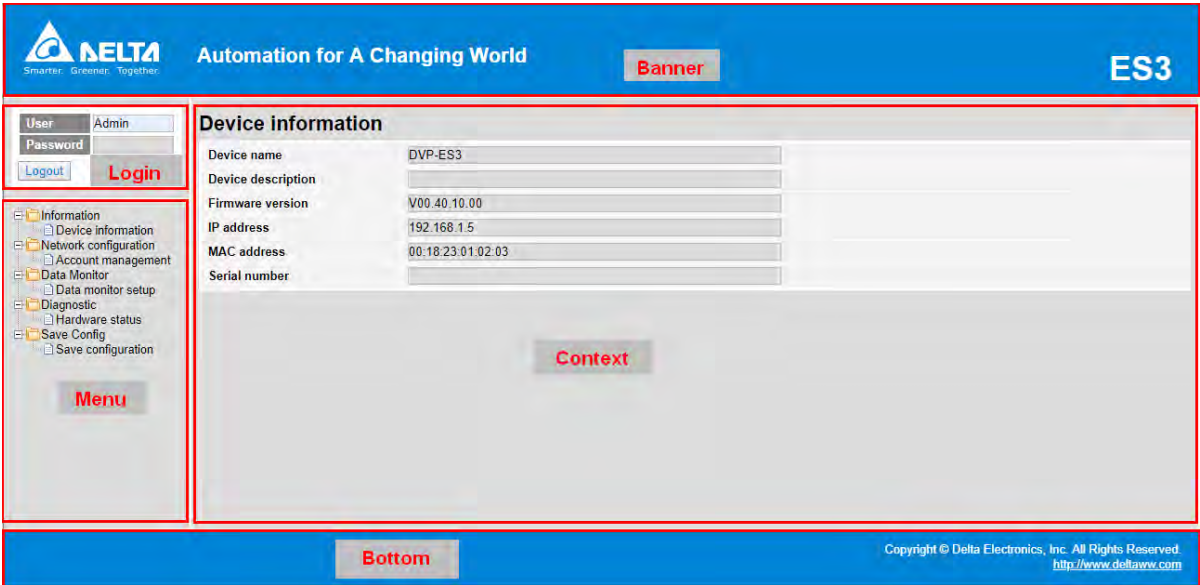 DELTA
Smarter. Greener. Together.
Automation for A Changing World
Banner
ES3
User Admin
Password
Logout
Login
Information
Device information
Network configuration
Account management
Data Monitor
Data monitor setup
Diagnostic
Hardware status
Save Config
Save configuration
Menu
Device information
Device name DVP-ES3
Device description
Firmware version V00.40.10.00
IP address 192.168.1.5
MAC address 00:18:23:01:02:03
Serial number
Context
Bottom
Copyright © Delta Electronics, Inc. All Rights Reserved.
http://www.deltaww.com